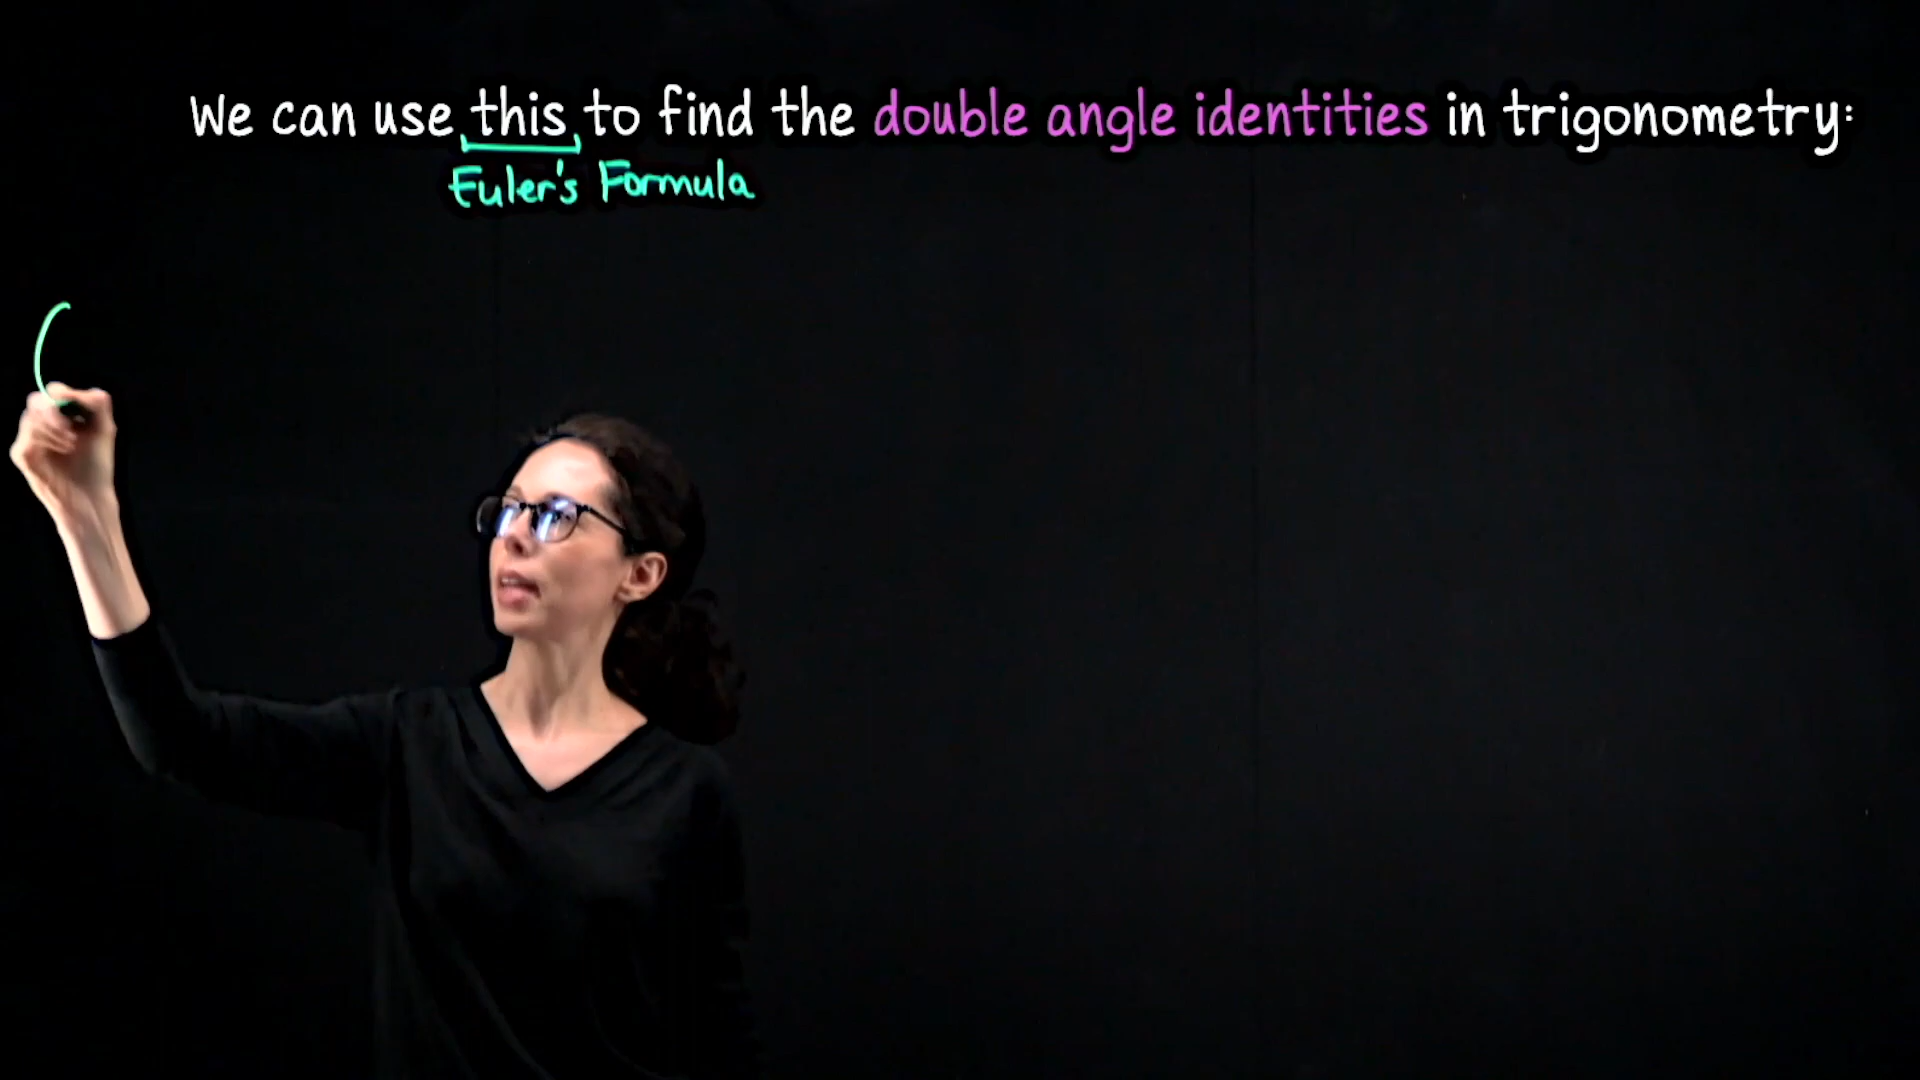 We can use this to find the double angle identities in trigonometry:
Euler's Formula
(